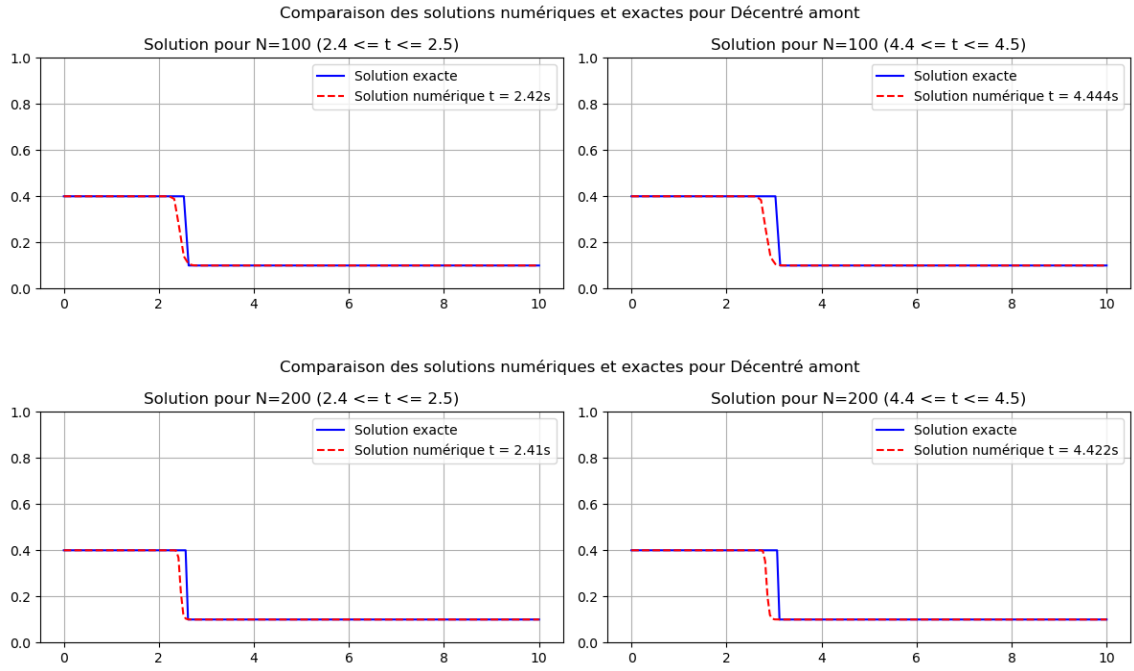 Comparaison des solutions numériques et exactes pour Décentré amont
Solution pour N=100 (2.4 <= t <= 2.5)
Solution pour N=100 (4.4 <= t <= 4.5)
1.0
0.8
0.6
0.4
0.2
0.0
Solution exacte
Solution numérique t = 2.42s
0 2 4 6 8 10
1.0
0.8
0.6
0.4
0.2
0.0
Solution exacte
Solution numérique t = 4.444s
0 2 4 6 8 10
Comparaison des solutions numériques et exactes pour Décentré amont
Solution pour N=200 (2.4 <= t <= 2.5)
Solution pour N=200 (4.4 <= t <= 4.5)
1.0
0.8
0.6
0.4
0.2
0.0
Solution exacte
Solution numérique t = 2.41s
0 2 4 6 8 10
1.0
0.8
0.6
0.4
0.2
0.0
Solution exacte
Solution numérique t = 4.422s
0 2 4 6 8 10